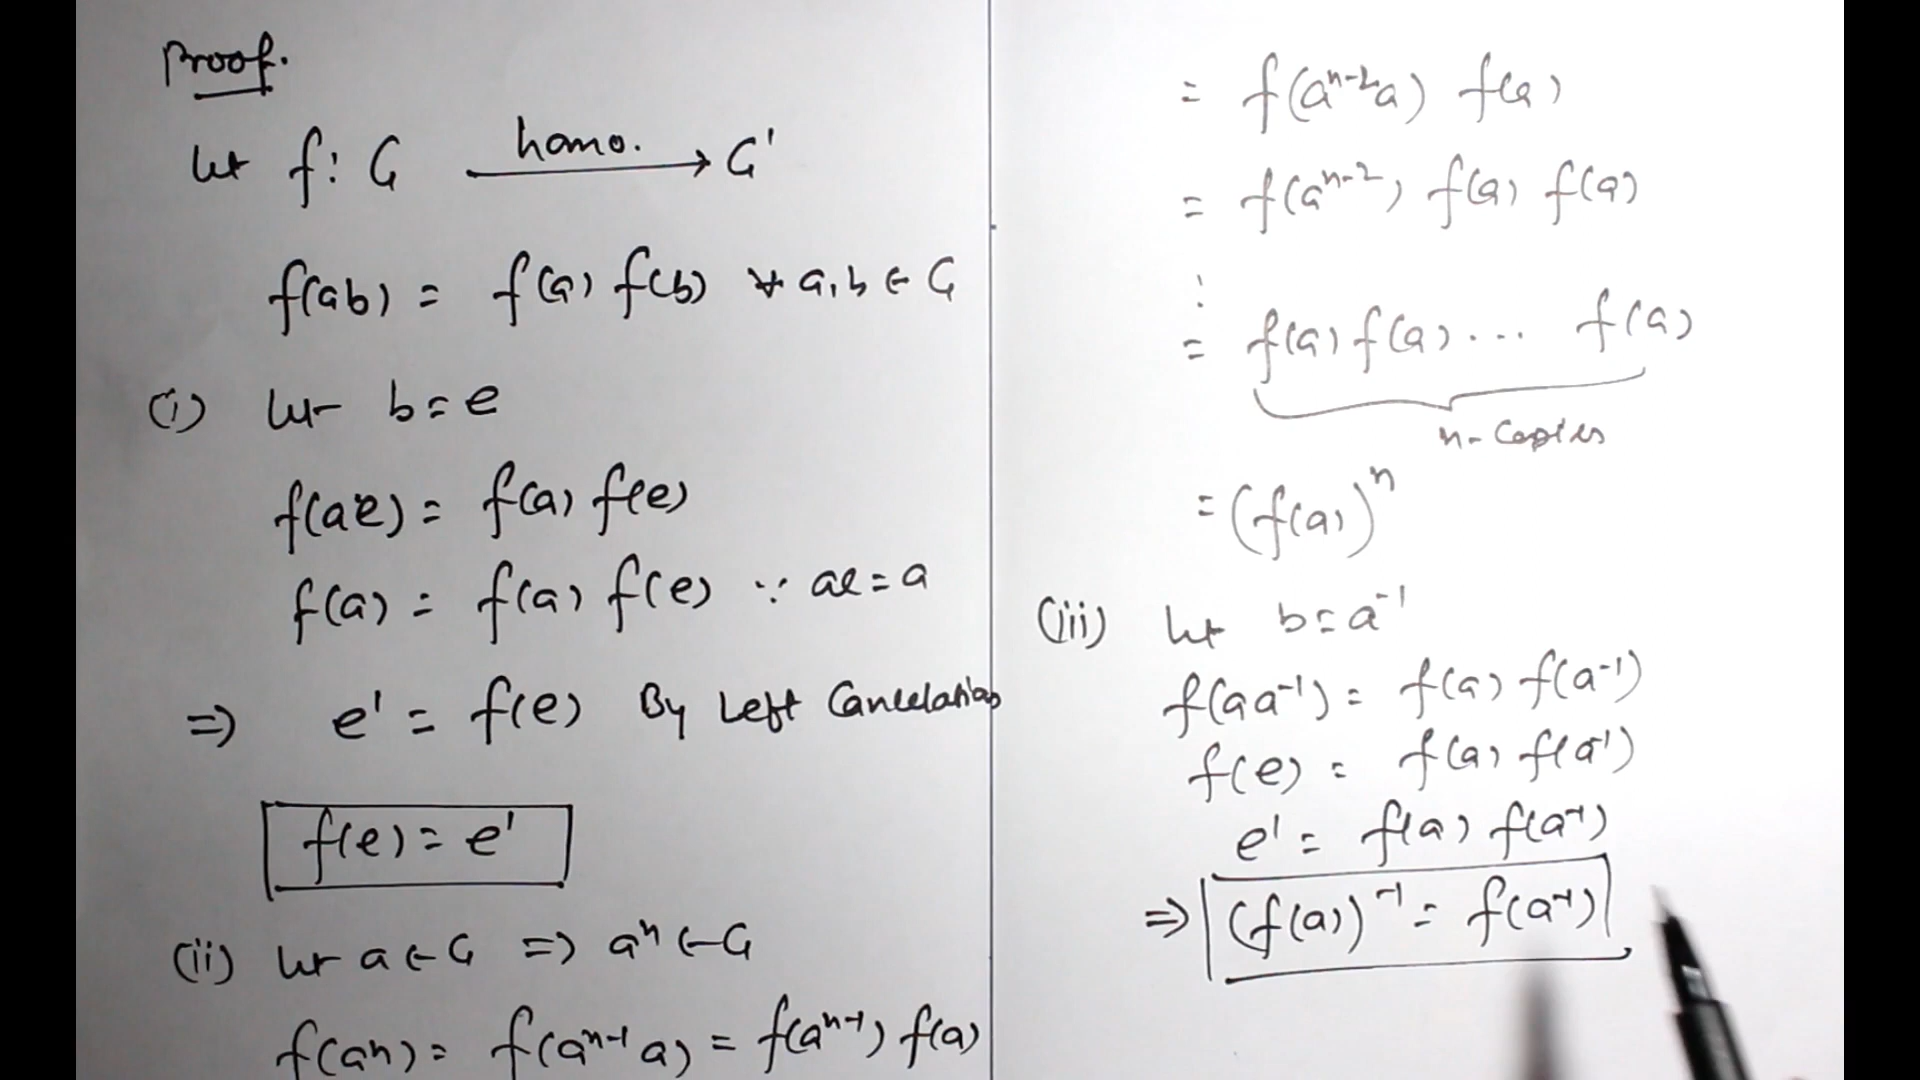 Proof.
let f: G homo. → G'
f(ab) = f(a) f(b) ∀ a,b ∈ G
(i) let b = e
f(ae) = f(a) f(e)
f(a) = f(a) f(e) ∵ ae = a
⇒ e' = f(e) By Left Cancelation
f(e) = e'
(ii) let a ∈ G ⇒ aⁿ ∈ G
f(aⁿ) = f(aⁿ⁻¹ a) = f(aⁿ⁻¹) f(a)
= f(aⁿ⁻²a) f(a)
= f(aⁿ⁻²) f(a) f(a)
⋮
= f(a) f(a) ... f(a)
n-Copies
= (f(a))ⁿ
(iii) let b = a⁻¹
f(aa⁻¹) = f(a) f(a⁻¹)
f(e) = f(a) f(a⁻¹)
e' = f(a) f(a⁻¹)
⇒ (f(a))⁻¹ = f(a⁻¹)